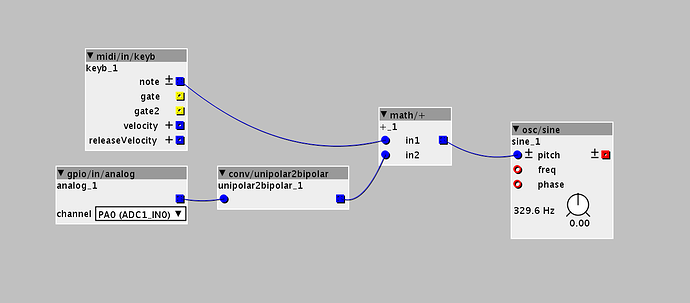 midi/in/keyb
keyb_1
note ±
gate
gate2
velocity +
releaseVelocity +
gpio/in/analog
analog_1
channel PA0 (ADC1_IN0)
conv/unipolar2bipolar
unipolar2bipolar_1
math/+
+_1
in1
in2
osc/sine
sine_1
± pitch ±
freq
phase
329.6 Hz
0.00